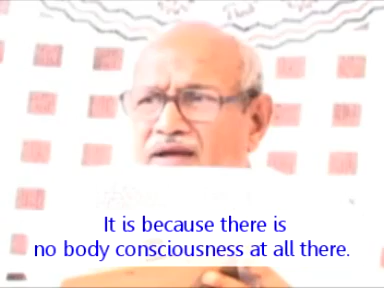 It is because there is
no body consciousness at all there.